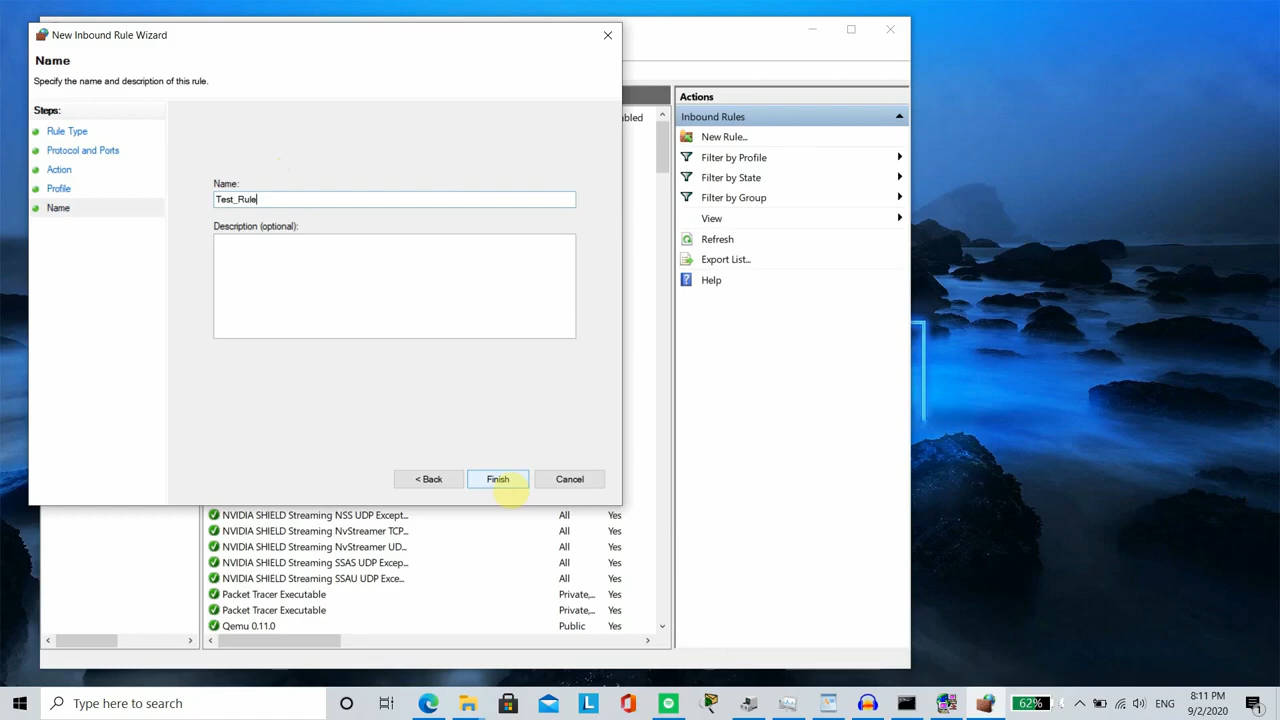 New Inbound Rule Wizard
Name
Specify the name and description of this rule.
Steps:
Rule Type
Protocol and Ports
Action
Profile
Name
Name:
Test_Rule
Description (optional):
< Back
Finish
Cancel
Actions
Inbound Rules
New Rule...
Filter by Profile
Filter by State
Filter by Group
View
Refresh
Export List...
Help
NVIDIA SHIELD Streaming NSS UDP Except... All Yes
NVIDIA SHIELD Streaming NvStreamer TCP... All Yes
NVIDIA SHIELD Streaming NvStreamer UD... All Yes
NVIDIA SHIELD Streaming SSAS UDP Excep... All Yes
NVIDIA SHIELD Streaming SSAU UDP Exce... All Yes
Packet Tracer Executable Private,... Yes
Packet Tracer Executable Private,... Yes
Qemu 0.11.0 Public Yes
Type here to search
62%
ENG
8:11 PM
9/2/2020